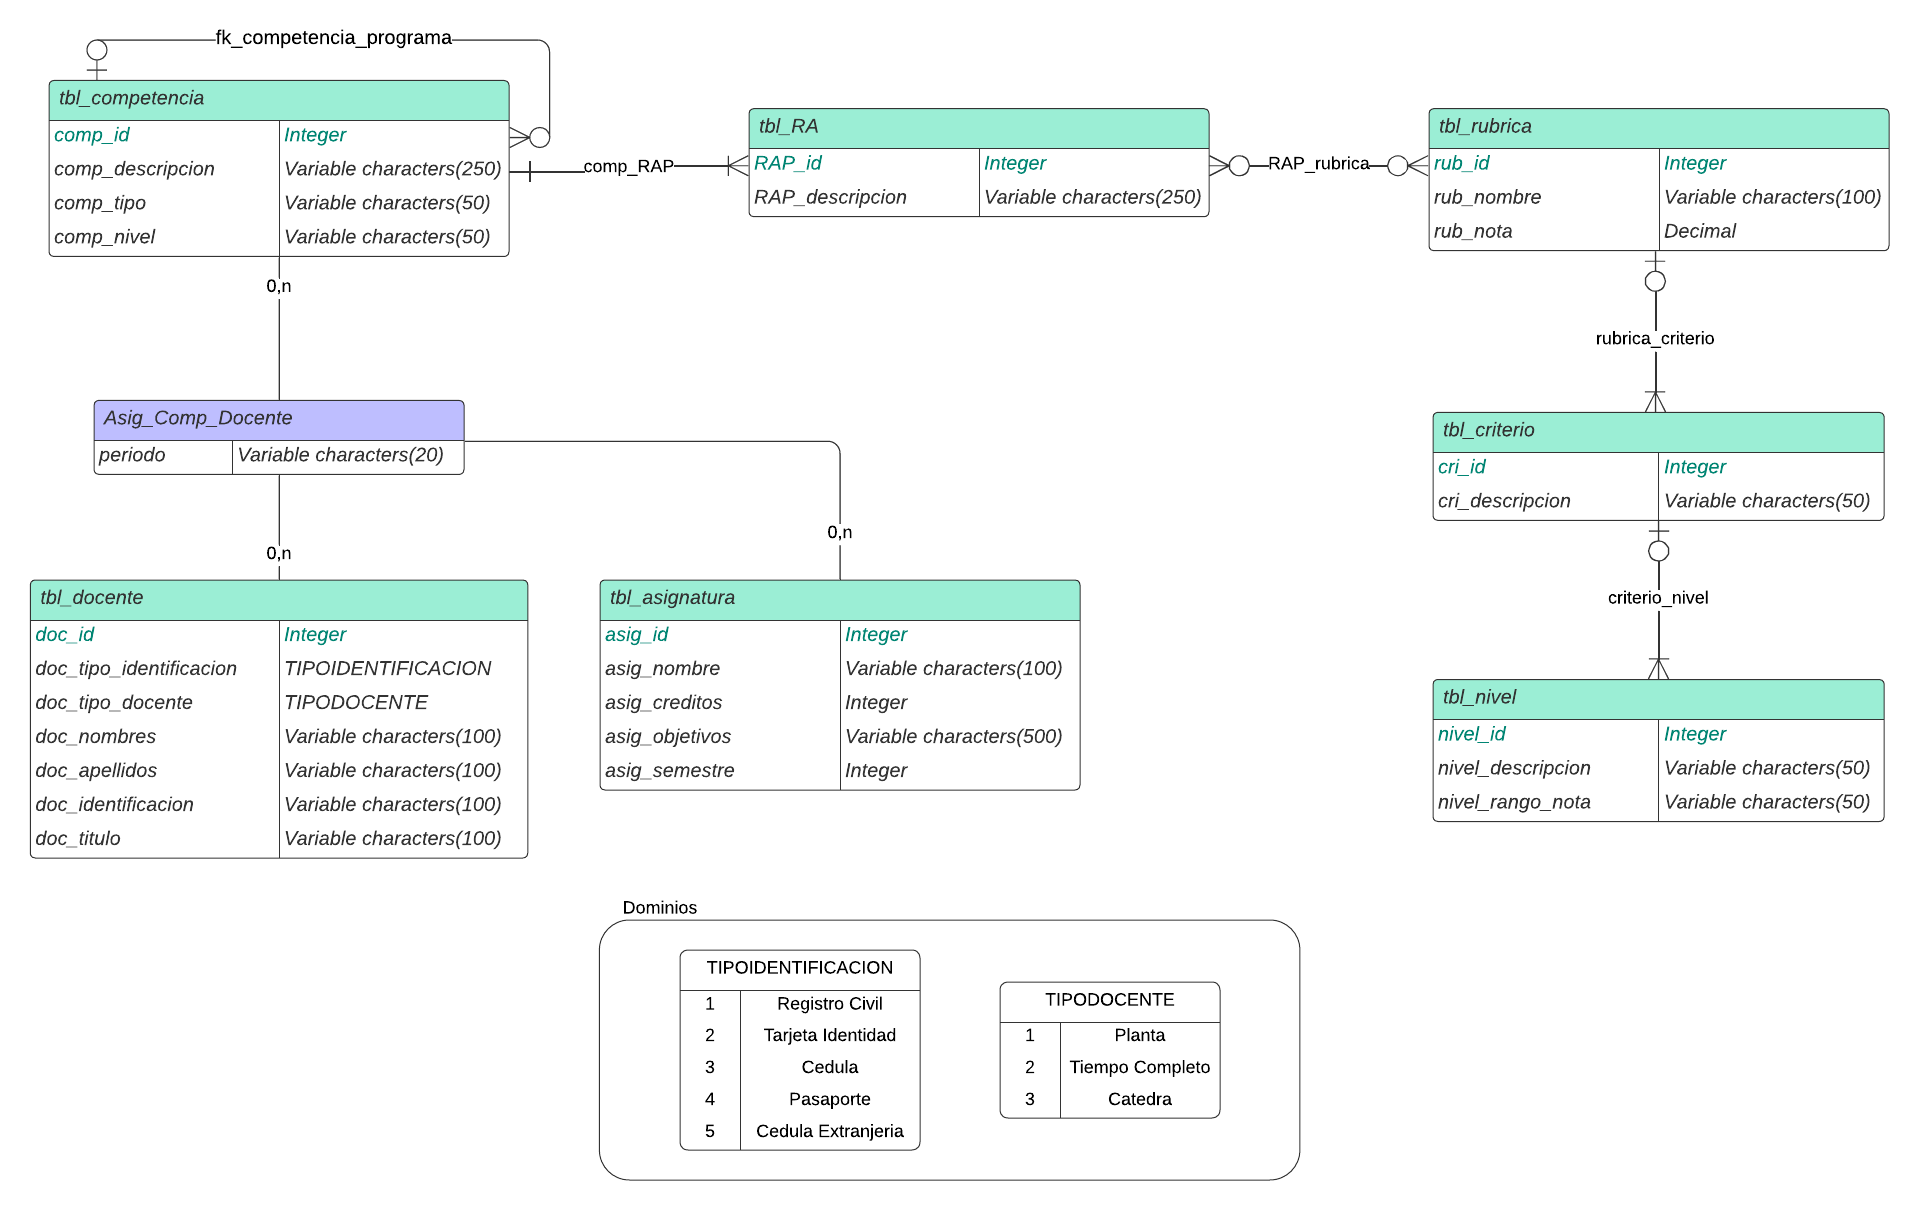 fk_competencia_programa
tbl_competencia
comp_id Integer
comp_descripcion Variable characters(250)
comp_tipo Variable characters(50)
comp_nivel Variable characters(50)
comp_RAP
tbl_RA
RAP_id Integer
RAP_descripcion Variable characters(250)
RAP_rubrica
tbl_rubrica
rub_id Integer
rub_nombre Variable characters(100)
rub_nota Decimal
0,n
rubrica_criterio
Asig_Comp_Docente
periodo Variable characters(20)
tbl_criterio
cri_id Integer
cri_descripcion Variable characters(50)
0,n
0,n
criterio_nivel
tbl_docente
doc_id Integer
doc_tipo_identificacion TIPOIDENTIFICACION
doc_tipo_docente TIPODOCENTE
doc_nombres Variable characters(100)
doc_apellidos Variable characters(100)
doc_identificacion Variable characters(100)
doc_titulo Variable characters(100)
tbl_asignatura
asig_id Integer
asig_nombre Variable characters(100)
asig_creditos Integer
asig_objetivos Variable characters(500)
asig_semestre Integer
tbl_nivel
nivel_id Integer
nivel_descripcion Variable characters(50)
nivel_rango_nota Variable characters(50)
Dominios
TIPOIDENTIFICACION
1 Registro Civil
2 Tarjeta Identidad
3 Cedula
4 Pasaporte
5 Cedula Extranjeria
TIPODOCENTE
1 Planta
2 Tiempo Completo
3 Catedra